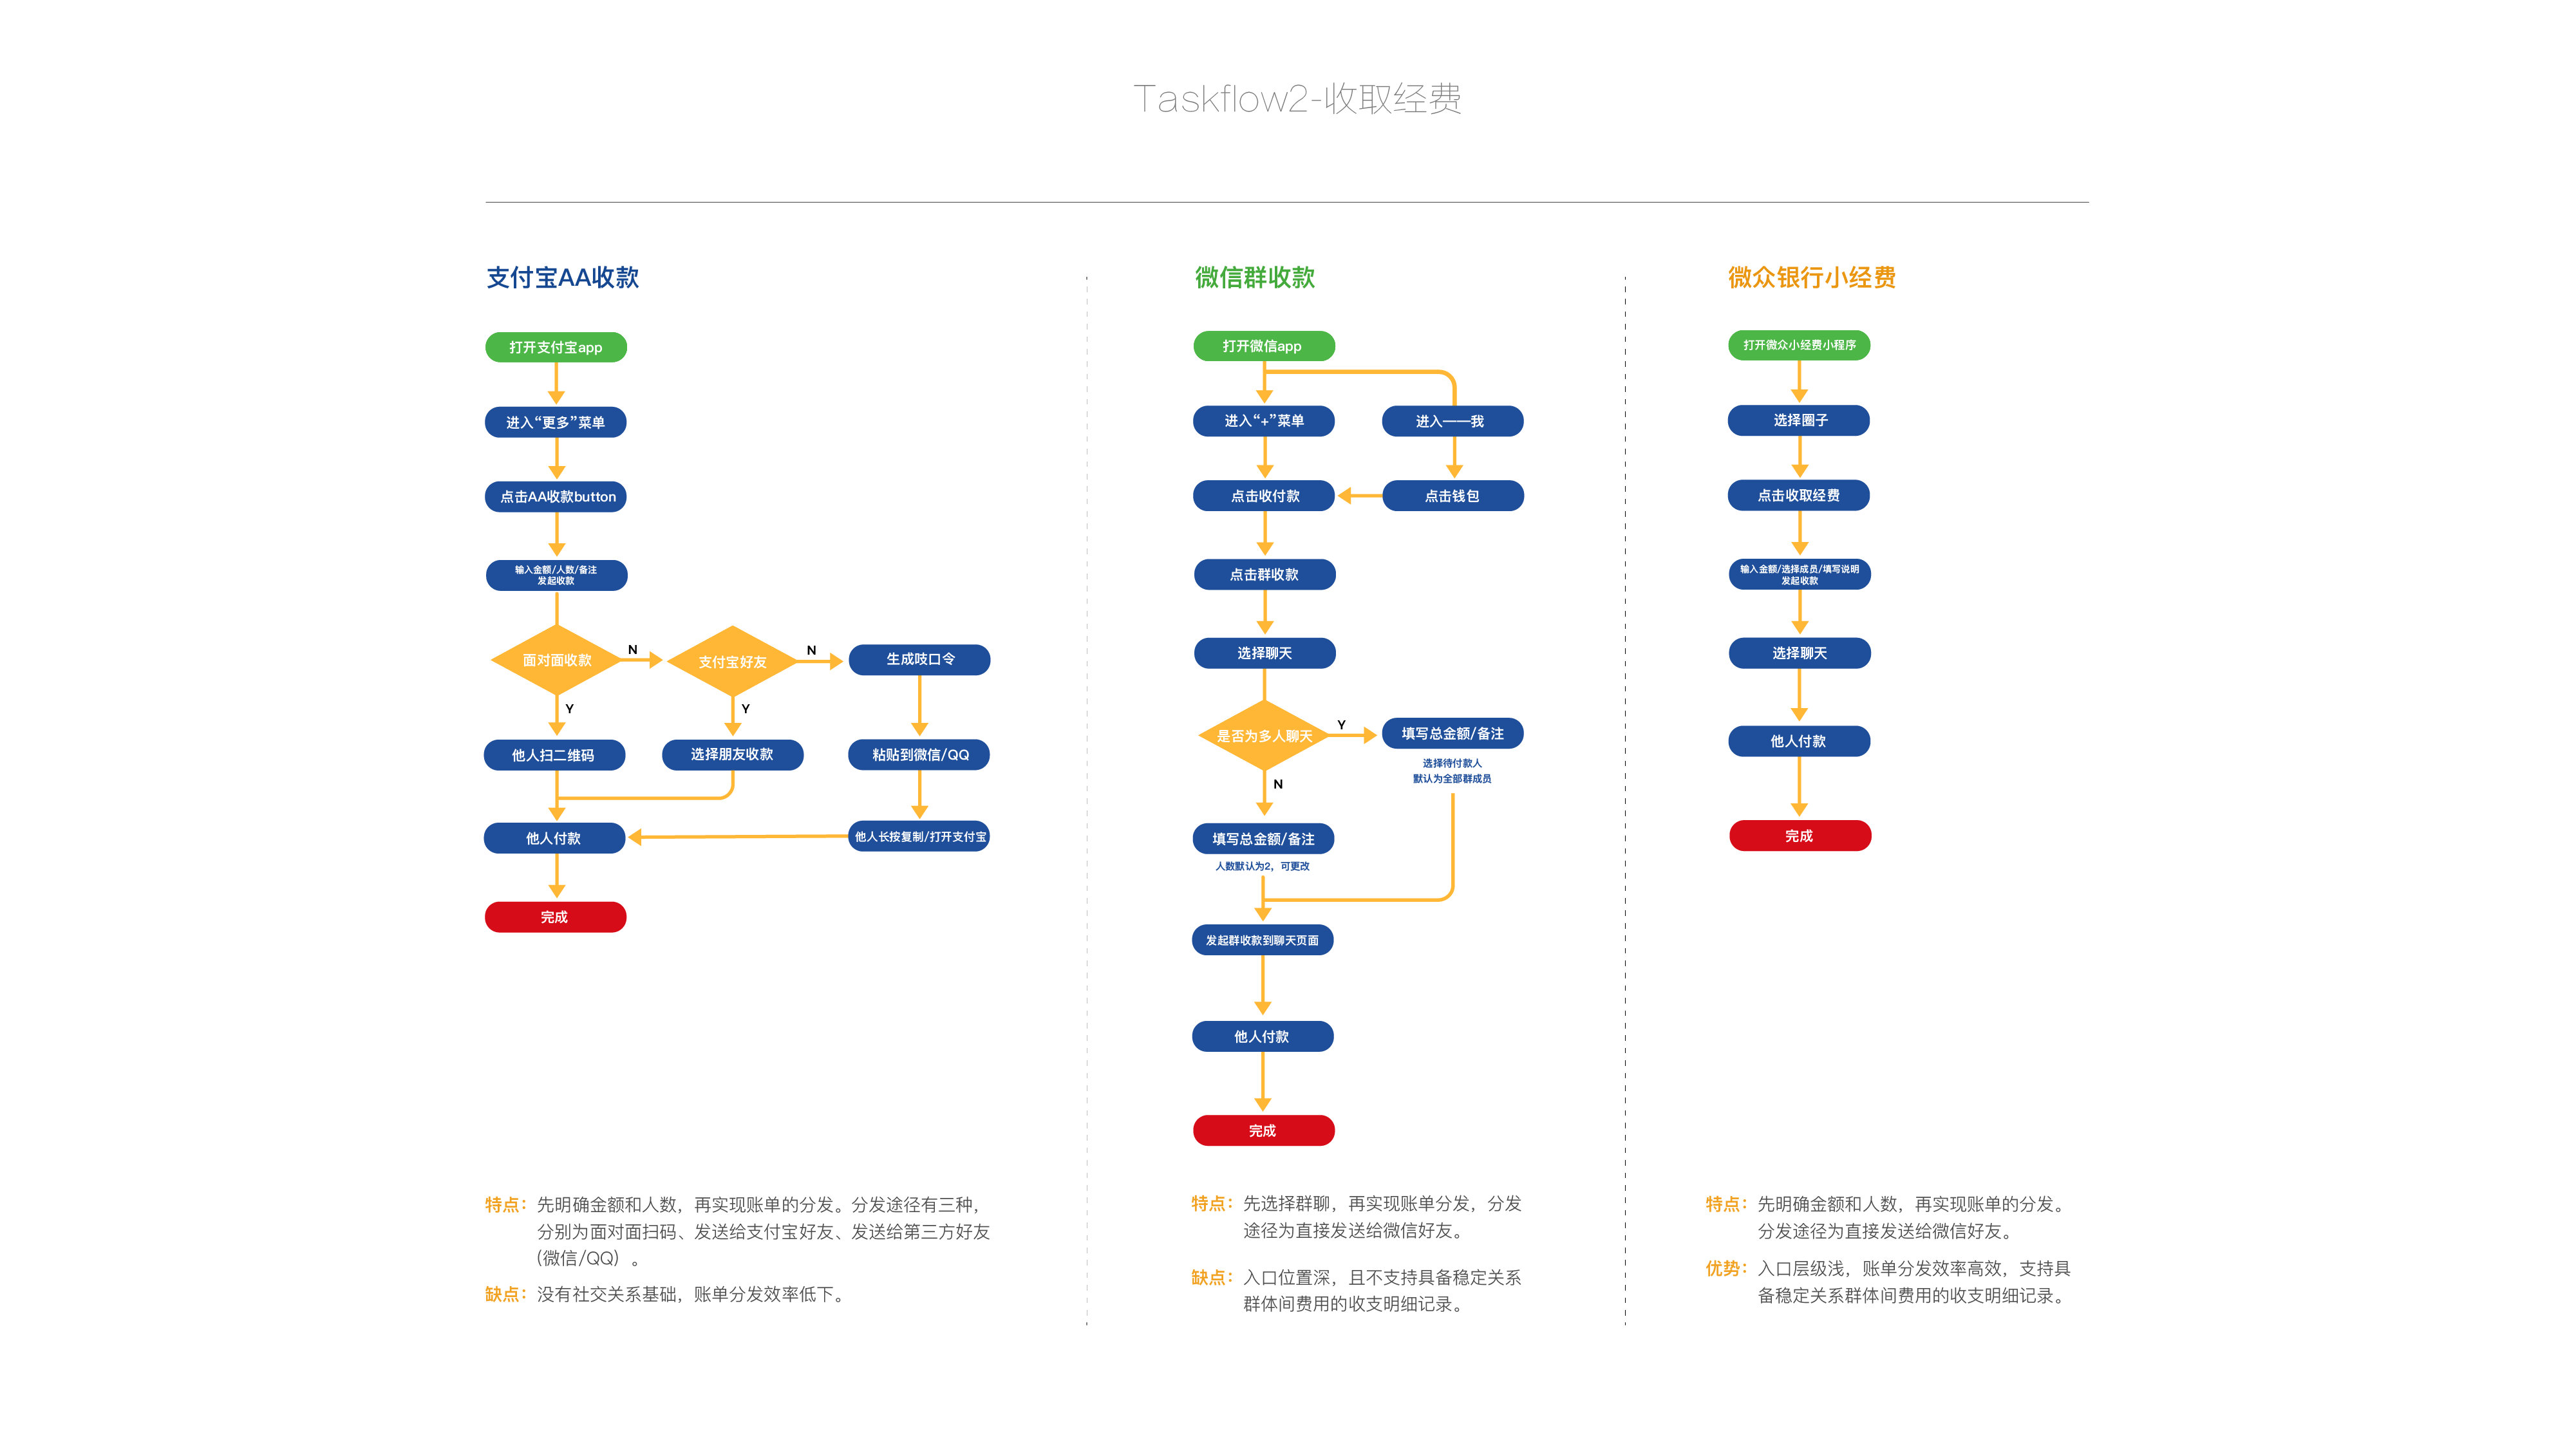 Taskflow2-收取经费
支付宝AA收款
打开支付宝app
进入“更多”菜单
点击AA收款button
输入金额/人数/备注
发起收款
面对面收款
N
支付宝好友
N
生成吱口令
Y
Y
他人扫二维码
选择朋友收款
粘贴到微信/QQ
他人付款
他人长按复制/打开支付宝
完成
特点：先明确金额和人数，再实现账单的分发。分发途径有三种，
分别为面对面扫码、发送给支付宝好友、发送给第三方好友
(微信/QQ）。
缺点：没有社交关系基础，账单分发效率低下。
微信群收款
打开微信app
进入“+”菜单
进入——我
点击收付款
点击钱包
点击群收款
选择聊天
是否为多人聊天
Y
填写总金额/备注
选择待付款人
默认为全部群成员
N
填写总金额/备注
人数默认为2，可更改
发起群收款到聊天页面
他人付款
完成
特点：先选择群聊，再实现账单分发，分发
途径为直接发送给微信好友。
缺点：入口位置深，且不支持具备稳定关系
群体间费用的收支明细记录。
微众银行小经费
打开微众小经费小程序
选择圈子
点击收取经费
输入金额/选择成员/填写说明
发起收款
选择聊天
他人付款
完成
特点：先明确金额和人数，再实现账单的分发。
分发途径为直接发送给微信好友。
优势：入口层级浅，账单分发效率高效，支持具
备稳定关系群体间费用的收支明细记录。